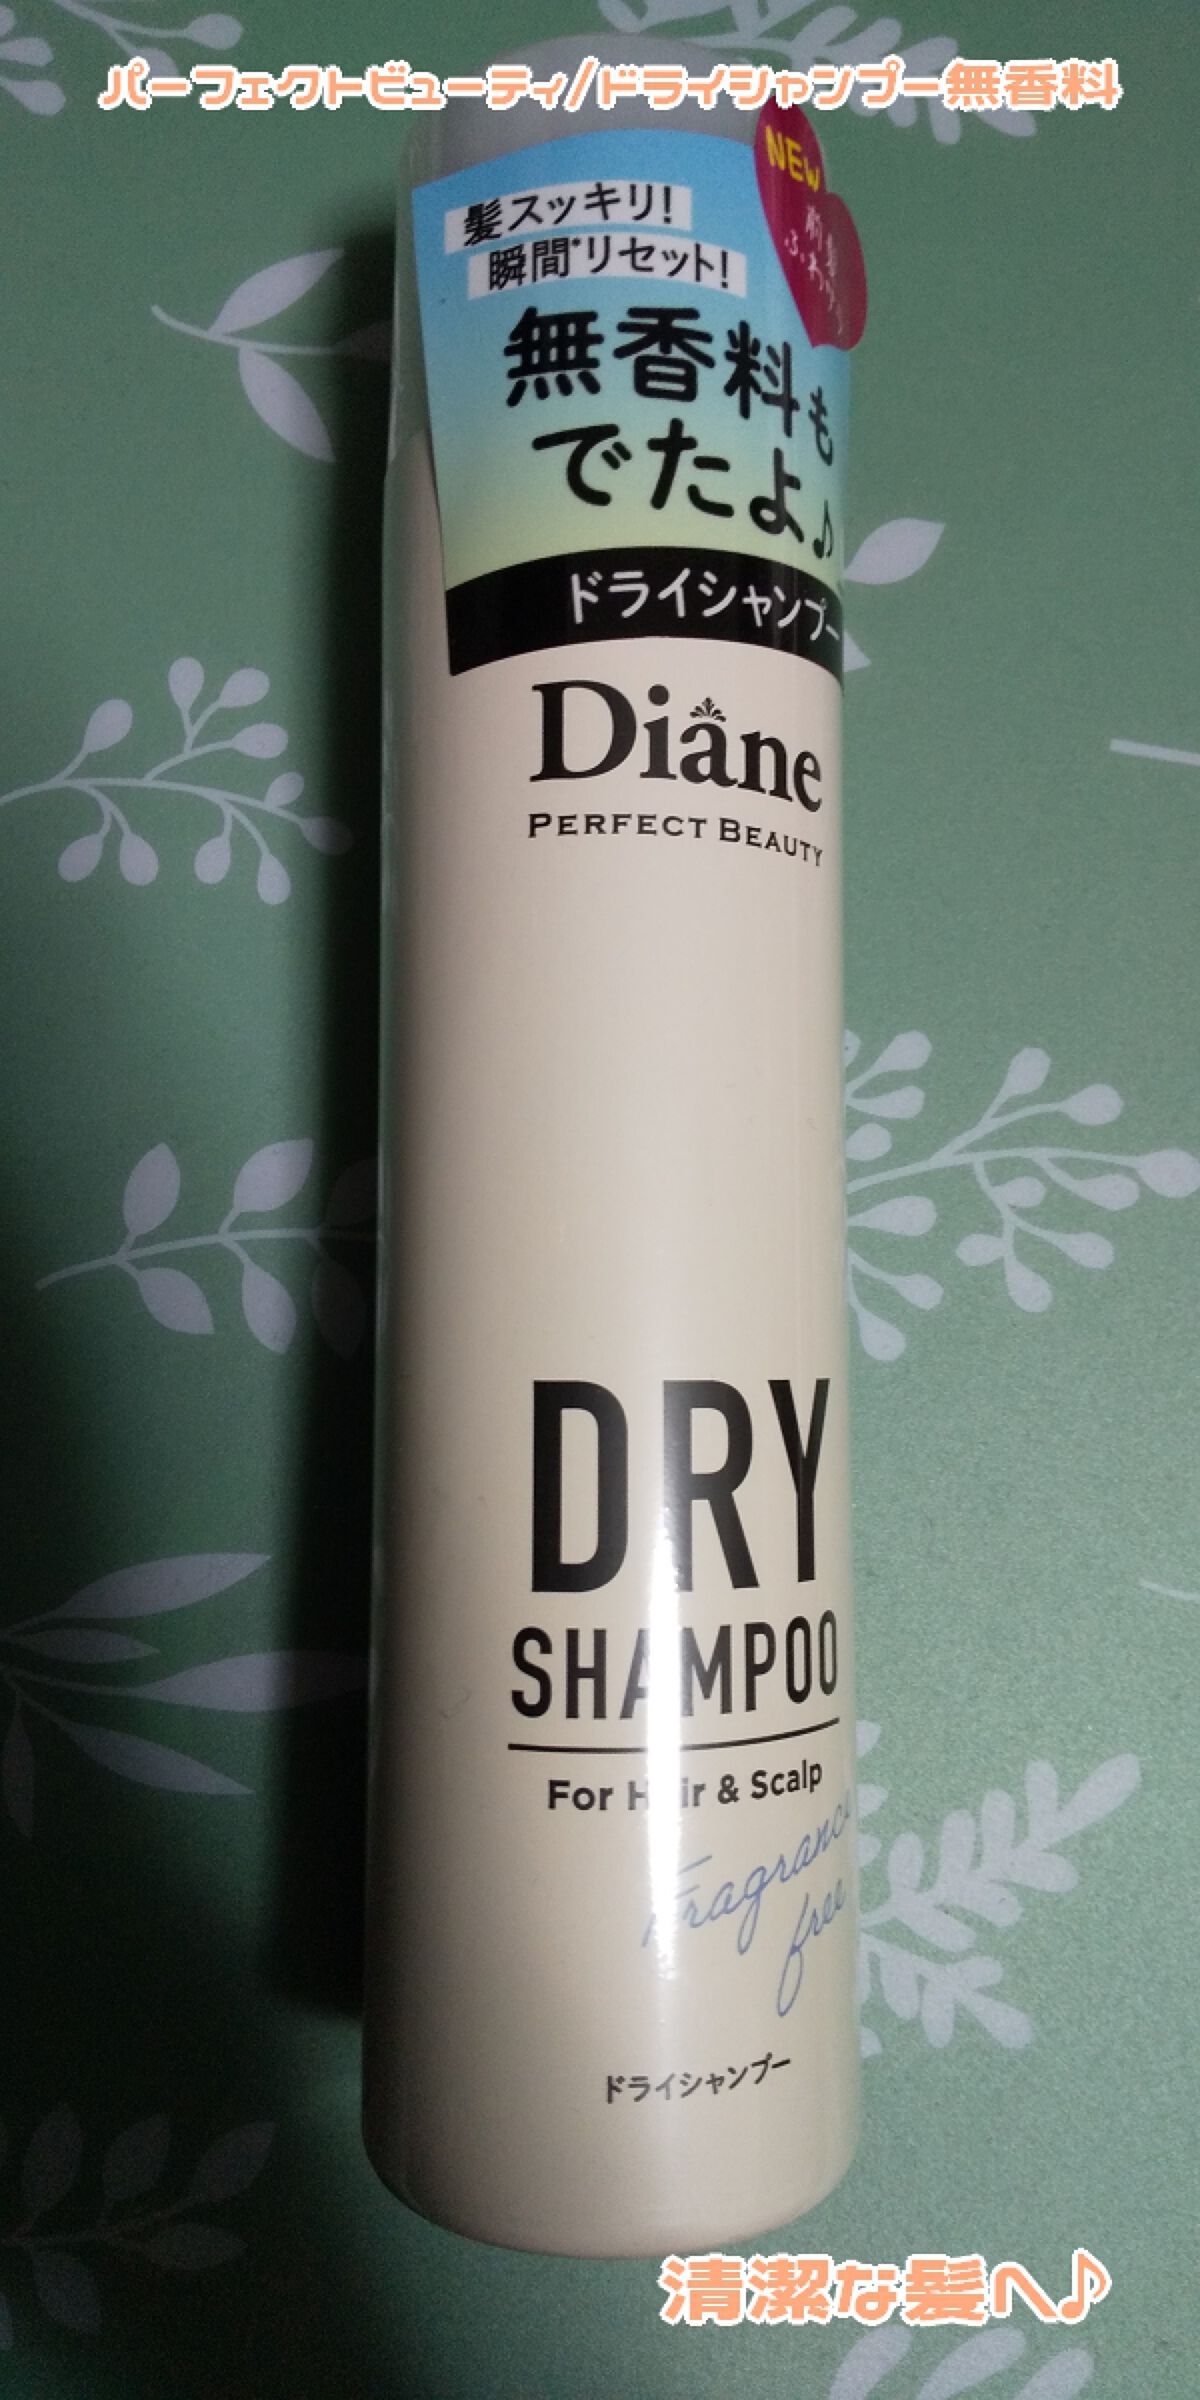 パーフェクトビューティ/ドライシャンプー無香料
NEW
髪スッキリ!
瞬間*リセット!
無香料も
でたよ♪
ドライシャンプー
Diane
PERFECT BEAUTY
DRY
SHAMPOO
For Hair & Scalp
Fragrance
free
ドライシャンプー
清潔な髪へ♪